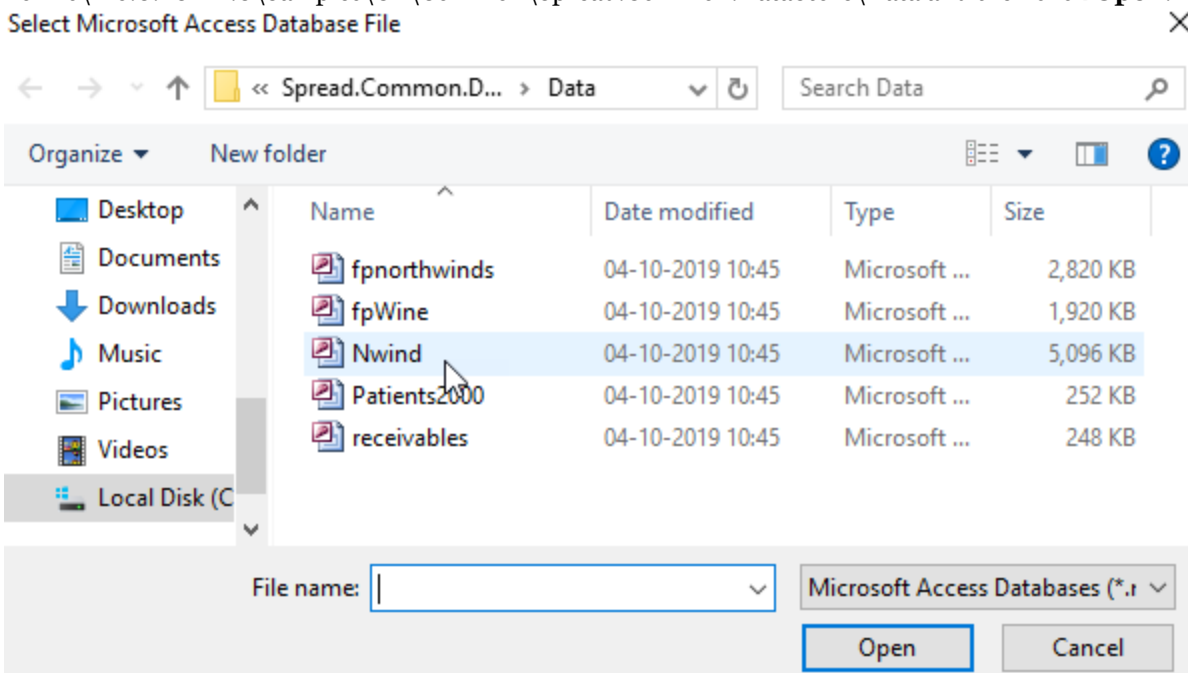 Select Microsoft Access Database File
« Spread.Common.D... › Data
Search Data
Organize
New folder
Desktop
Documents
Downloads
Music
Pictures
Videos
Local Disk (C
Name Date modified Type Size
fpnorthwinds 04-10-2019 10:45 Microsoft ... 2,820 KB
fpWine 04-10-2019 10:45 Microsoft ... 1,920 KB
Nwind 04-10-2019 10:45 Microsoft ... 5,096 KB
Patients2000 04-10-2019 10:45 Microsoft ... 252 KB
receivables 04-10-2019 10:45 Microsoft ... 248 KB
File name:
Microsoft Access Databases (*.r
Open Cancel